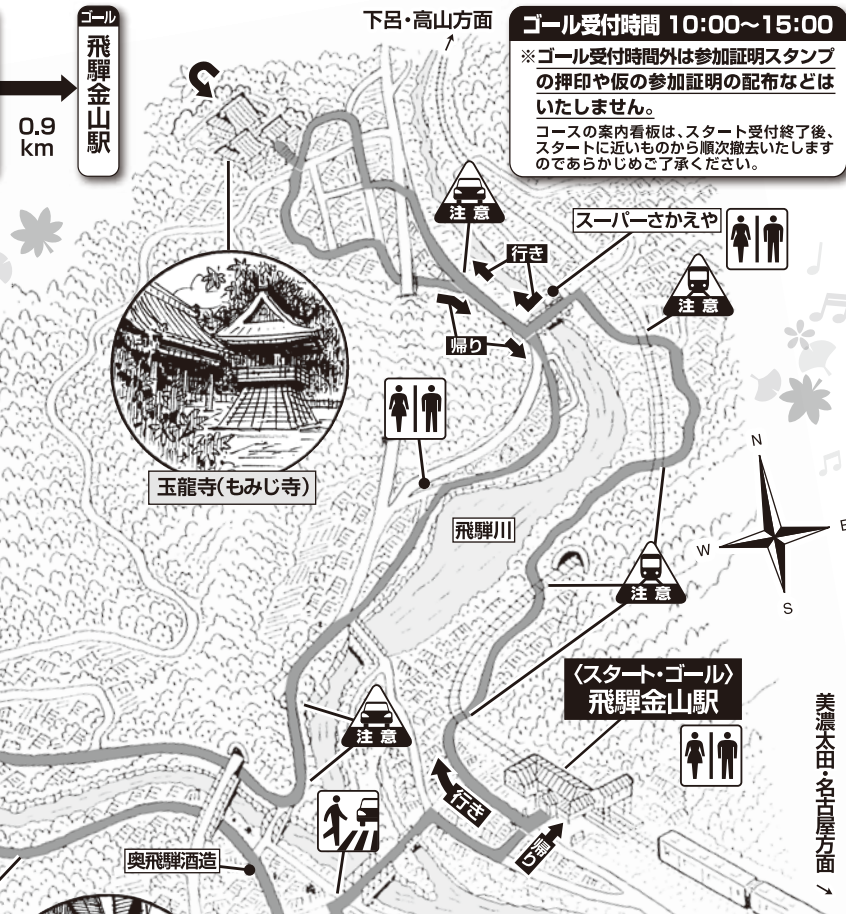 ゴール
飛騨金山駅
0.9
km
下呂・高山方面
ゴール受付時間 10:00〜15:00
※ゴール受付時間外は参加証明スタンプ
の押印や仮の参加証明の配布などは
いたしません。
コースの案内看板は、スタート受付終了後、
スタートに近いものから順次撤去いたします
のであらかじめご了承ください。
注意
スーパーさかえや
行き
注意
帰り
玉龍寺(もみじ寺)
飛騨川
N
W
E
S
注意
〈スタート・ゴール〉
飛騨金山駅
注意
美濃太田・名古屋方面
行き
帰り
奥飛騨酒造